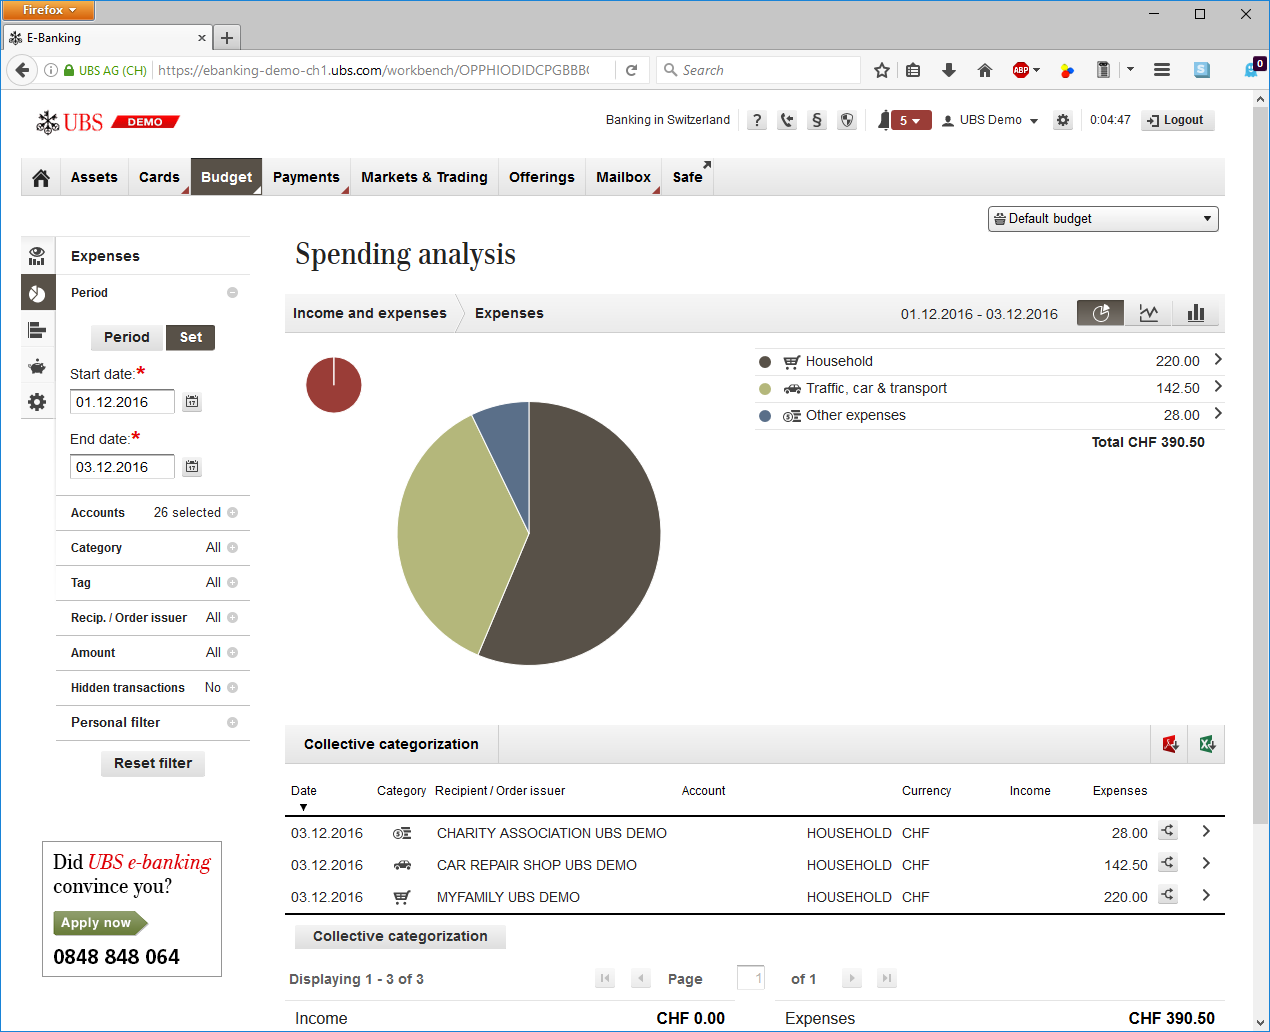 Firefox
E-Banking
UBS AG (CH) https://ebanking-demo-ch1.ubs.com/workbench/OPPHIODIDCPGBBB Search ABP S 0
UBS DEMO Banking in Switzerland ? § 5 UBS Demo 0:04:47 Logout
Assets Cards Budget Payments Markets & Trading Offerings Mailbox Safe
Default budget
Expenses
Period
Period Set
Start date:*
01.12.2016 17
End date:*
03.12.2016 17
Accounts 26 selected
Category All
Tag All
Recip. / Order issuer All
Amount All
Hidden transactions No
Personal filter
Reset filter
Did UBS e-banking
convince you?
Apply now
0848 848 064
Spending analysis
Income and expenses Expenses 01.12.2016 - 03.12.2016
Household 220.00
Traffic, car & transport 142.50
Other expenses 28.00
Total CHF 390.50
Collective categorization
Date Category Recipient / Order issuer Account Currency Income Expenses
03.12.2016 CHARITY ASSOCIATION UBS DEMO HOUSEHOLD CHF 28.00
03.12.2016 CAR REPAIR SHOP UBS DEMO HOUSEHOLD CHF 142.50
03.12.2016 MYFAMILY UBS DEMO HOUSEHOLD CHF 220.00
Collective categorization
Displaying 1 - 3 of 3 Page 1 of 1
Income CHF 0.00 Expenses CHF 390.50